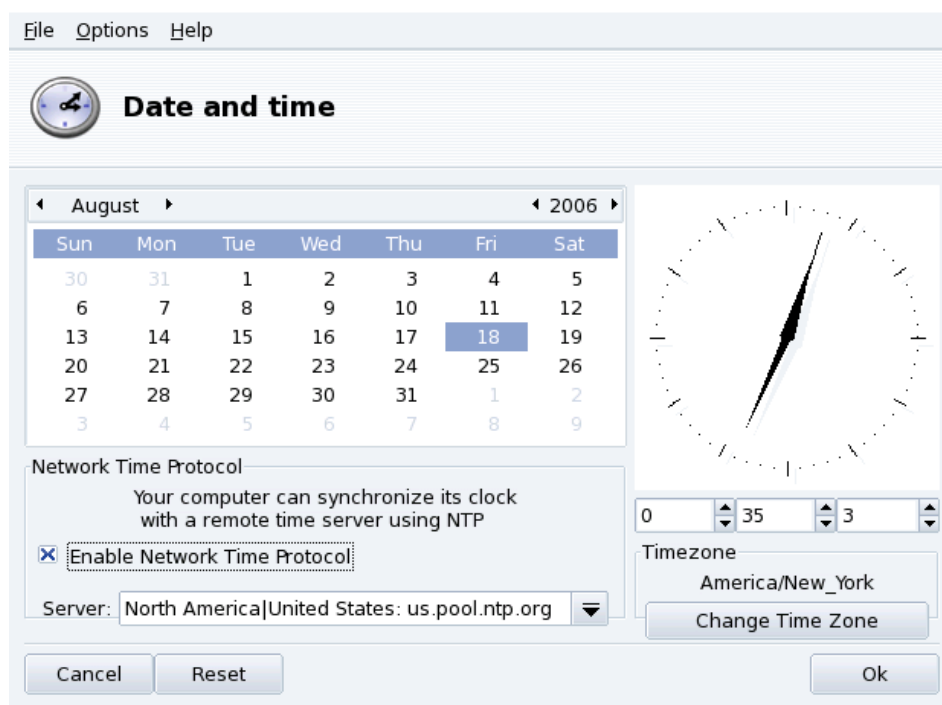 File Options Help
Date and time
August 2006
Sun Mon Tue Wed Thu Fri Sat
30 31 1 2 3 4 5
6 7 8 9 10 11 12
13 14 15 16 17 18 19
20 21 22 23 24 25 26
27 28 29 30 31 1 2
3 4 5 6 7 8 9
Network Time Protocol
Your computer can synchronize its clock
with a remote time server using NTP
Enable Network Time Protocol
Server: North America|United States: us.pool.ntp.org
0 35 3
Timezone
America/New_York
Change Time Zone
Cancel Reset Ok